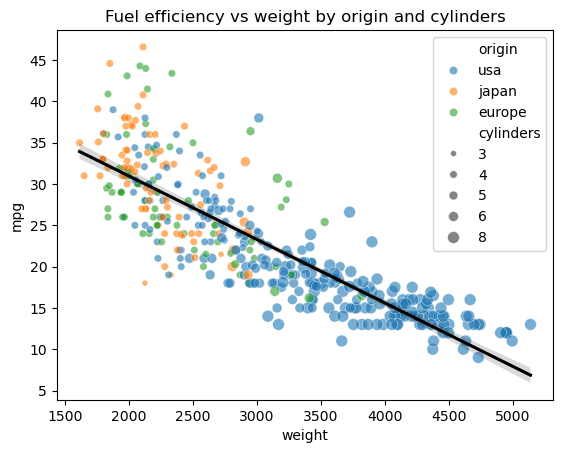 Fuel efficiency vs weight by origin and cylinders
origin
usa
japan
europe
cylinders
3
4
5
6
8
mpg
45
40
35
30
25
20
15
10
5
1500 2000 2500 3000 3500 4000 4500 5000
weight